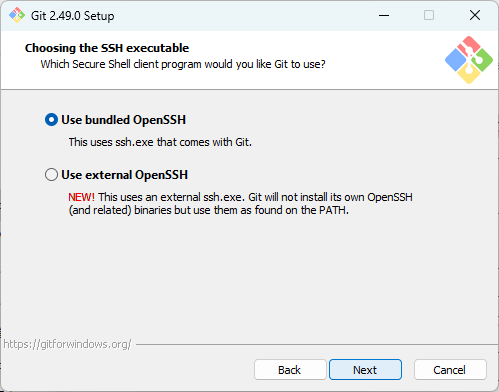 Git 2.49.0 Setup
Choosing the SSH executable
Which Secure Shell client program would you like Git to use?
Use bundled OpenSSH
This uses ssh.exe that comes with Git.
Use external OpenSSH
NEW! This uses an external ssh.exe. Git will not install its own OpenSSH
(and related) binaries but use them as found on the PATH.
https://gitforwindows.org/
Back Next Cancel